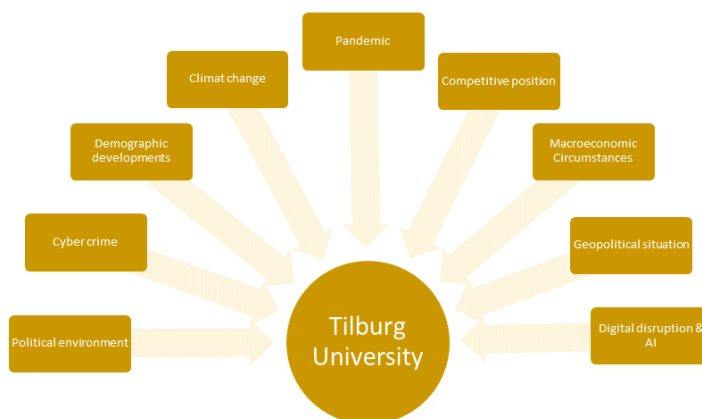 Pandemic
Climat change
Competitive position
Demographic
developments
Macroeconomic
Circumstances
Cyber crime
Geopolitical situation
Tilburg
University
Political environment
Digital disruption &
AI